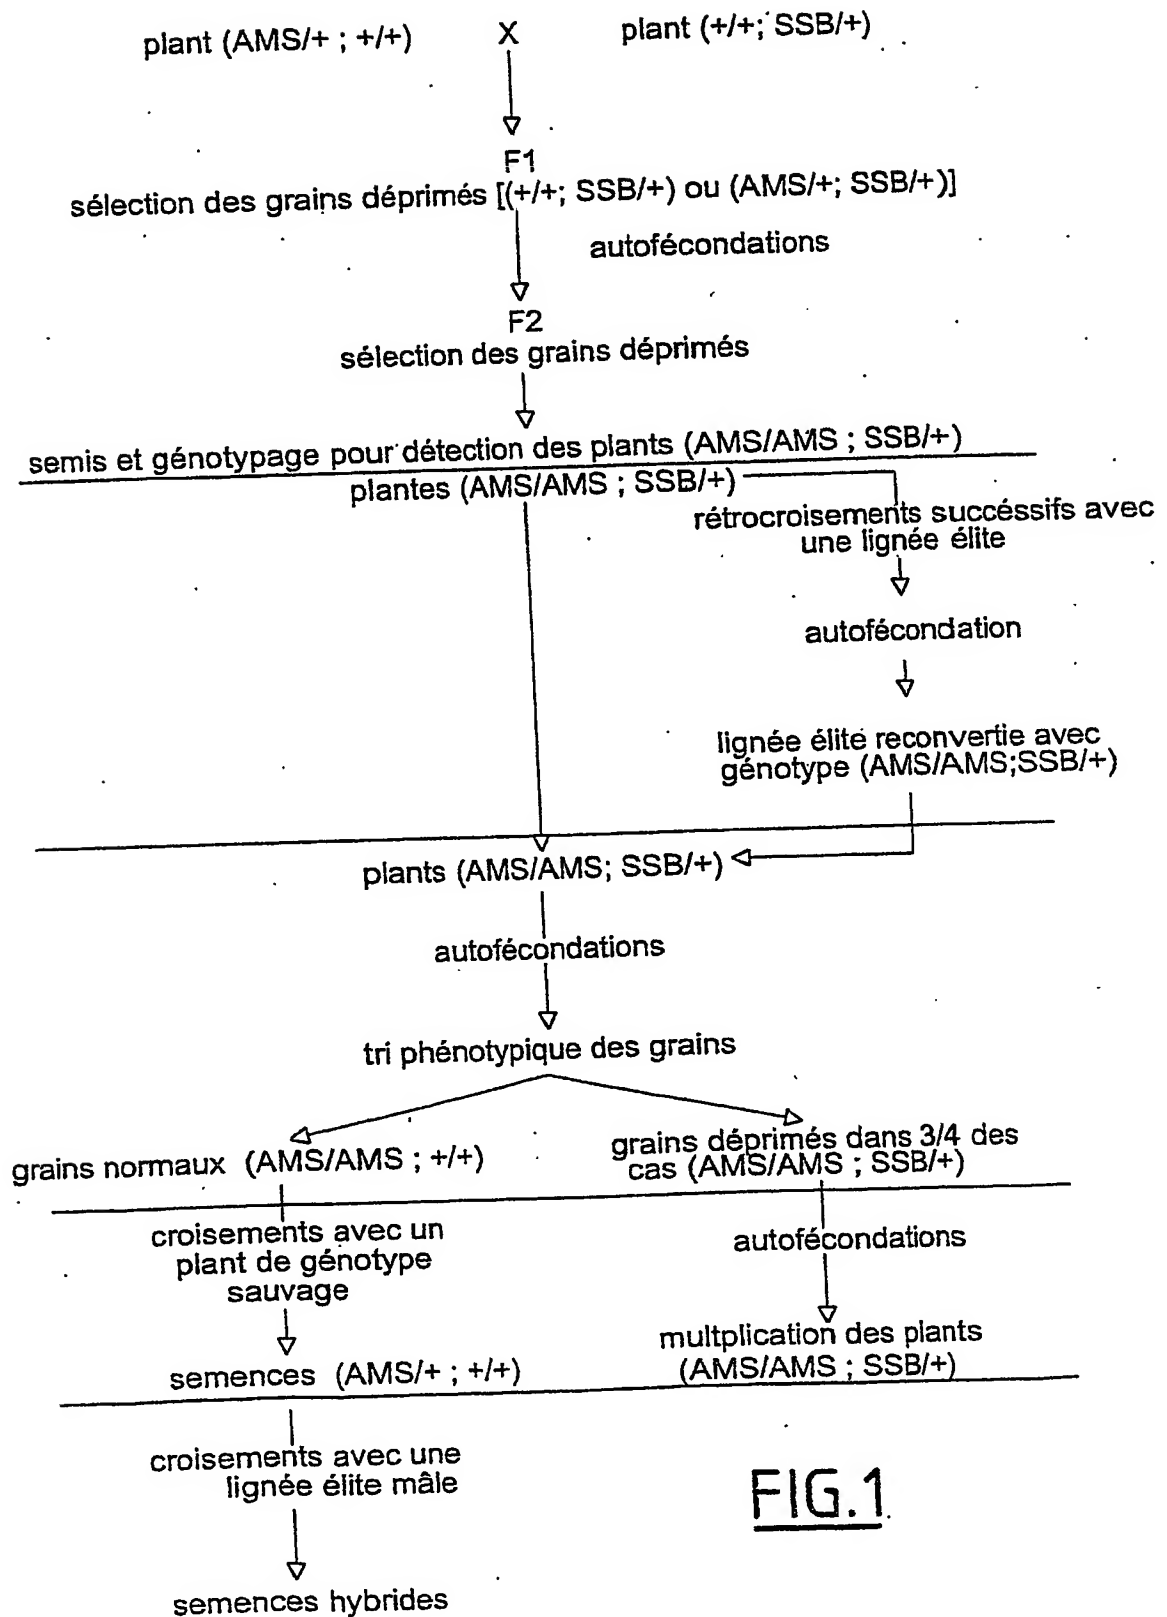 plant (AMS/+ ; +/+) X plant (+/+; SSB/+)
F1
sélection des grains déprimés [(+/+; SSB/+) ou (AMS/+; SSB/+)]
autofécondations
F2
sélection des grains déprimés
semis et génotypage pour détection des plants (AMS/AMS ; SSB/+)
plantes (AMS/AMS ; SSB/+)
rétrocroisements succéssifs avec
une lignée élite
autofécondation
lignée élite reconvertie avec
génotype (AMS/AMS;SSB/+)
plants (AMS/AMS; SSB/+)
autofécondations
tri phénotypique des grains
grains normaux (AMS/AMS ; +/+)
grains déprimés dans 3/4 des
cas (AMS/AMS ; SSB/+)
croisements avec un
plant de génotype
sauvage
semences (AMS/+ ; +/+)
autofécondations
multplication des plants
(AMS/AMS ; SSB/+)
croisements avec une
lignée élite mâle
semences hybrides
FIG.1